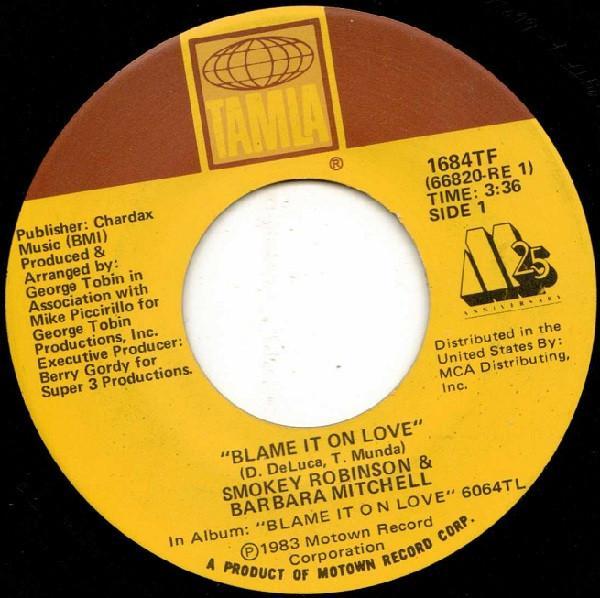 TAMLA
®
1684TF
(66820-RE 1)
TIME: 3:36
SIDE 1
Publisher: Chardax
Music (BMI)
Produced &
Arranged by:
George Tobin in
Association with
Mike Piccirillo for
George Tobin
Productions, Inc.
Executive Producer:
Berry Gordy for
Super 3 Productions.
M 25
ANNIVERSARY
Distributed in the
United States By:
MCA Distributing,
Inc.
"BLAME IT ON LOVE"
(D. DeLuca, T. Munda)
SMOKEY ROBINSON &
BARBARA MITCHELL
In Album: "BLAME IT ON LOVE" 6064TL
℗1983 Motown Record
Corporation
A PRODUCT OF MOTOWN RECORD CORP.